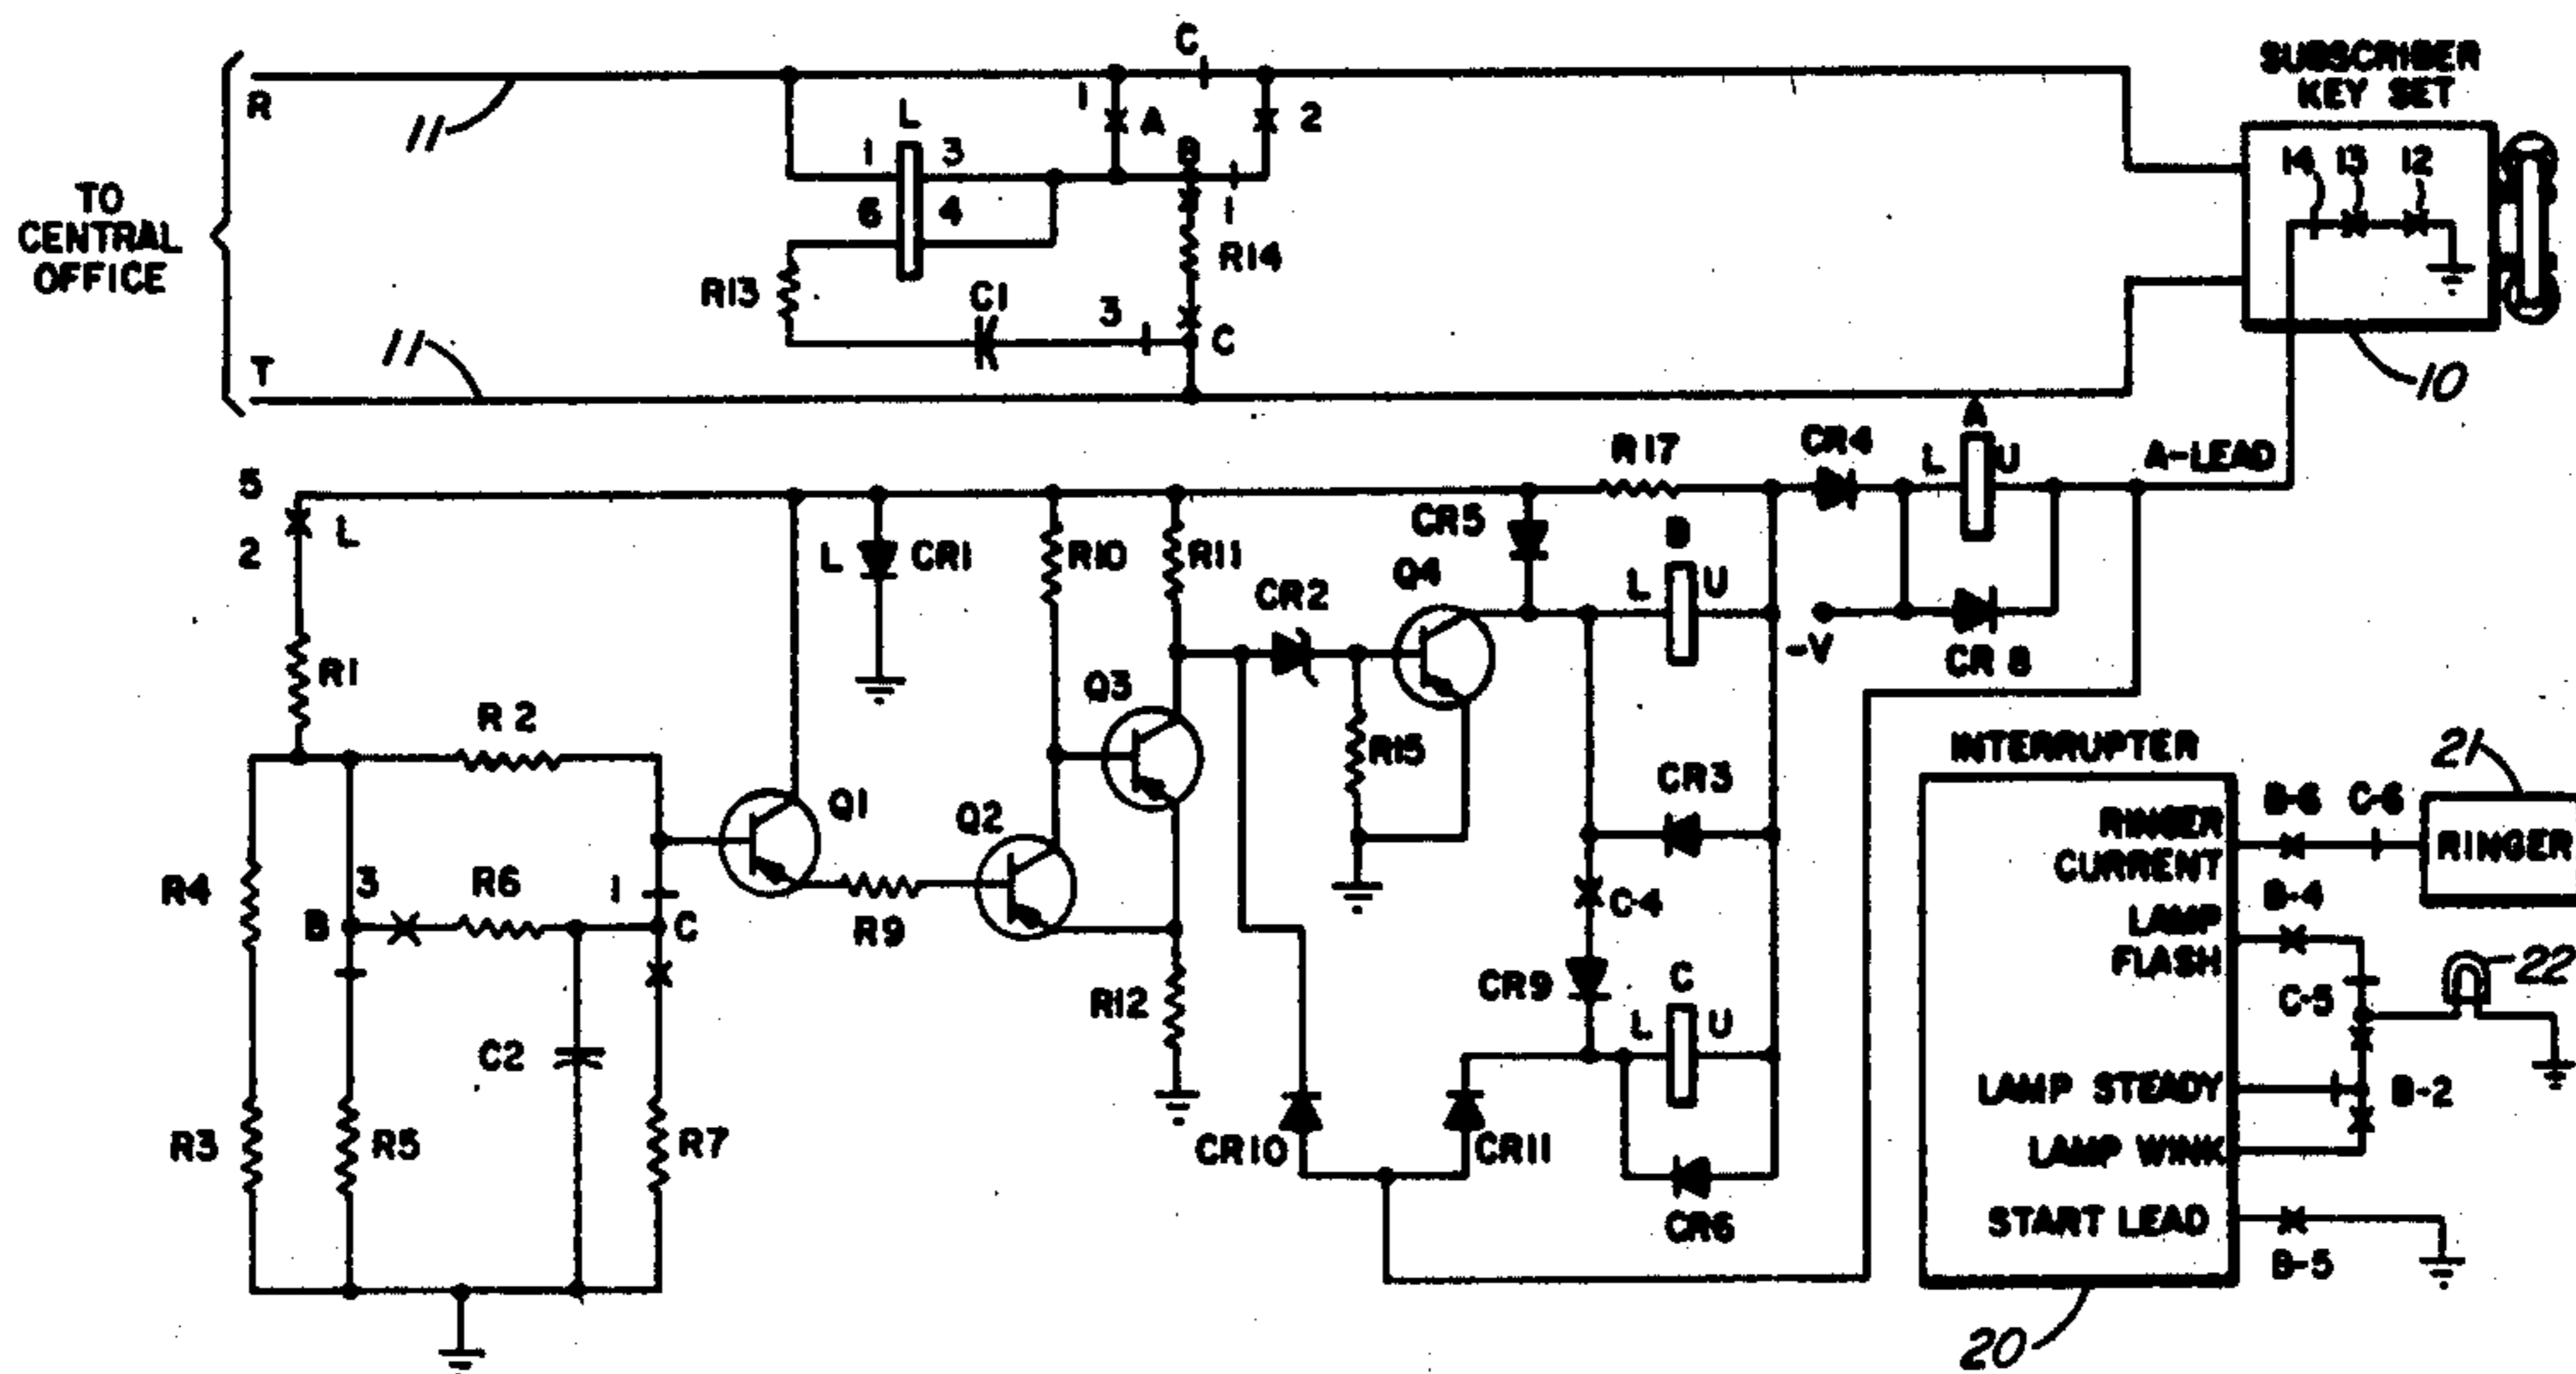 C
SUBSCRIBER
KEY SET
R
11
1
A
2
L
1
3
B
14
13
12
TO
CENTRAL
OFFICE
6
4
1
R14
R13
C1
3
C
T
11
10
A
5
L
2
R17
CR4
L
U
A-LEAD
CR5
B
L
CR1
R10
R11
CR2
Q4
L
U
-V
CR8
R1
Q3
R2
R15
INTERRUPTER
21
CR3
B-6
C-6
Q1
Q2
RINGER
CURRENT
RINGER
R4
3
R6
1
B
C
R9
C-4
B-4
LAMP
FLASH
22
CR9
C
C-5
R12
L
U
C2
LAMP STEADY
B-2
R3
R5
R7
CR10
CR11
LAMP WINK
CR6
START LEAD
B-5
20